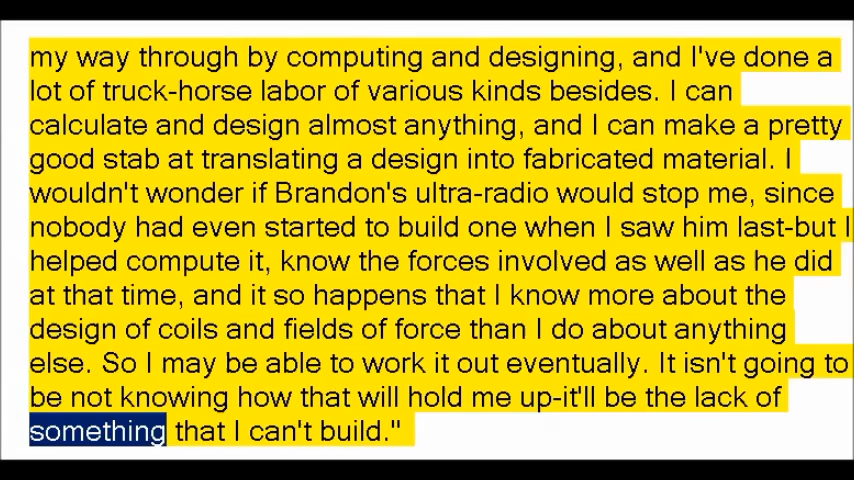 my way through by computing and designing, and I've done a
lot of truck-horse labor of various kinds besides. I can
calculate and design almost anything, and I can make a pretty
good stab at translating a design into fabricated material. I
wouldn't wonder if Brandon's ultra-radio would stop me, since
nobody had even started to build one when I saw him last-but I
helped compute it, know the forces involved as well as he did
at that time, and it so happens that I know more about the
design of coils and fields of force than I do about anything
else. So I may be able to work it out eventually. It isn't going to
be not knowing how that will hold me up-it'll be the lack of
something that I can't build."